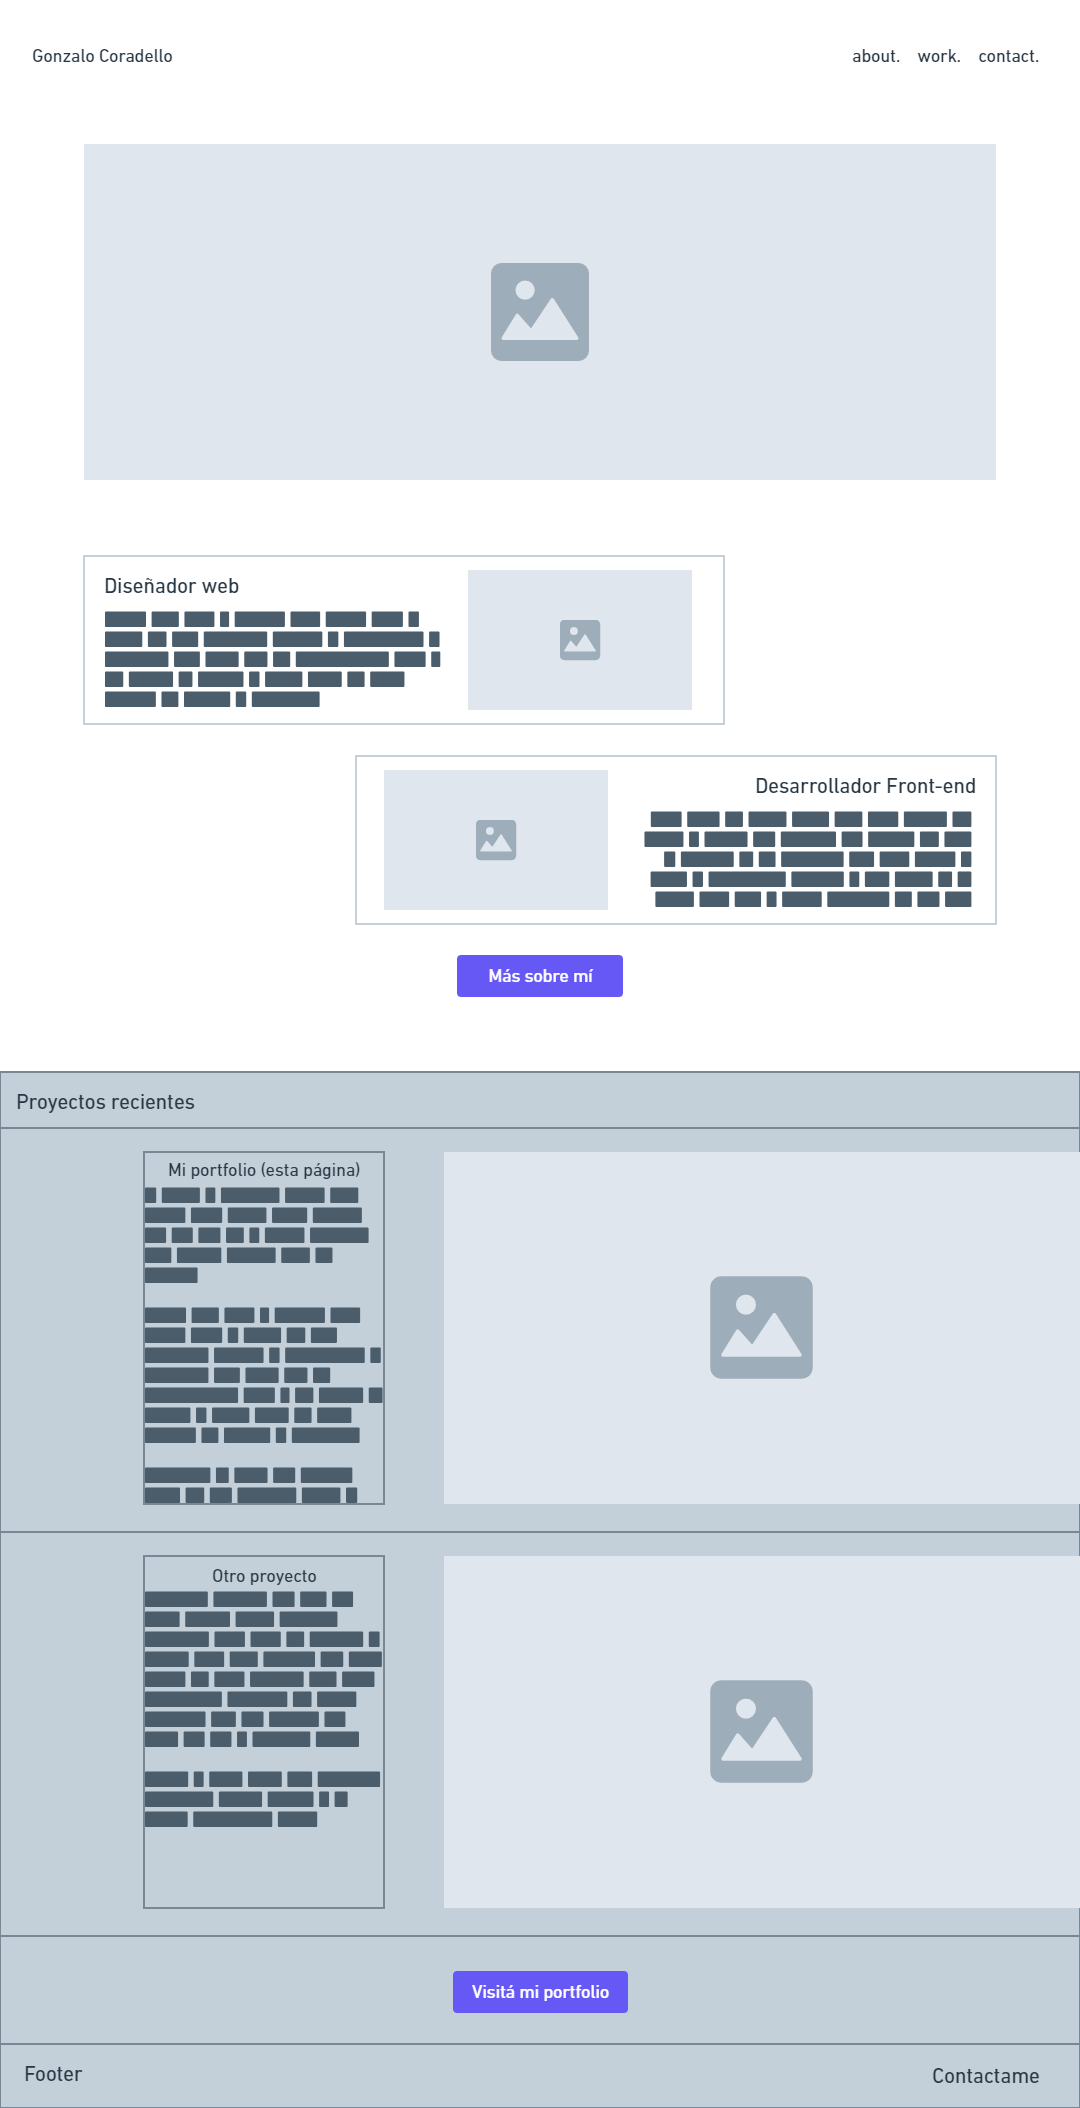 Gonzalo Coradello
about. work. contact.
Diseñador web
Desarrollador Front-end
Más sobre mí
Proyectos recientes
Mi portfolio (esta página)
Otro proyecto
Visitá mi portfolio
Footer
Contactame